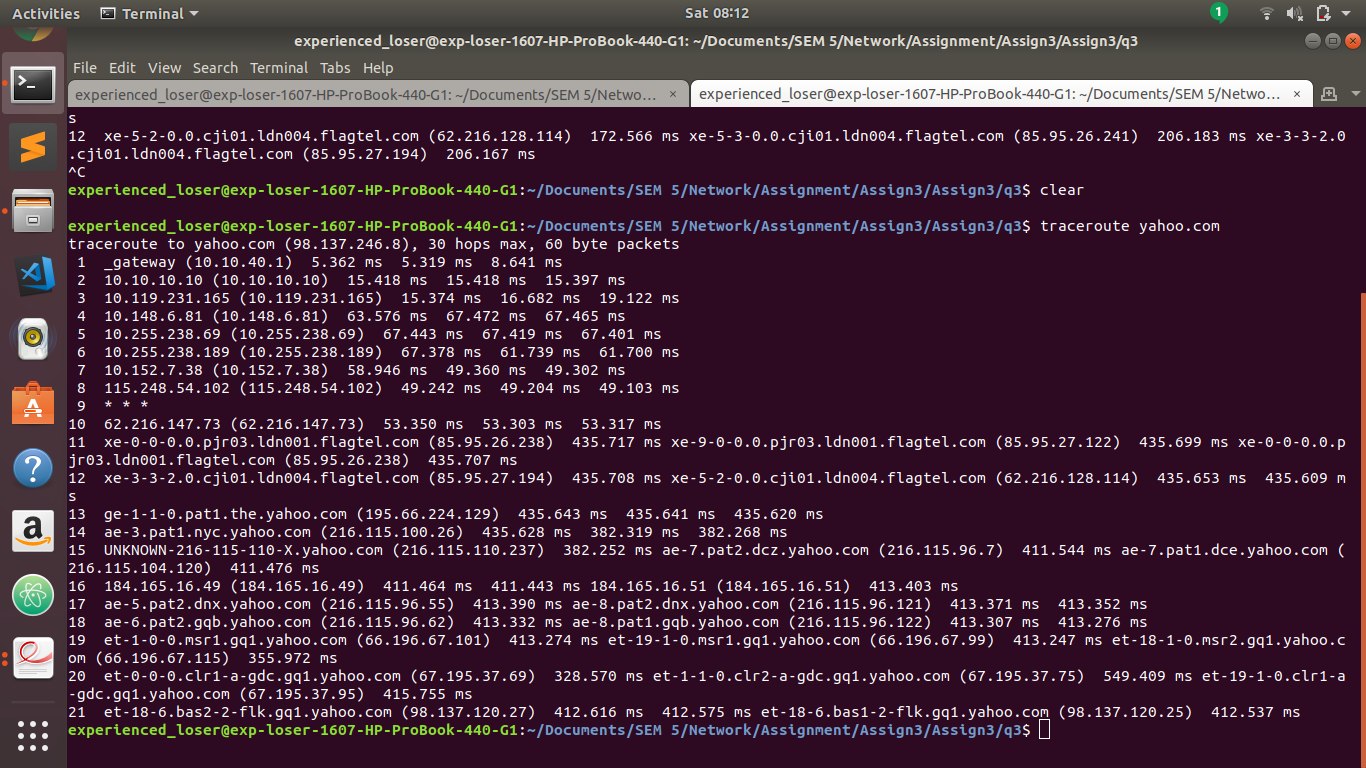 Activities Terminal Sat 08:12 1
experienced_loser@exp-loser-1607-HP-ProBook-440-G1: ~/Documents/SEM 5/Network/Assignment/Assign3/Assign3/q3
File Edit View Search Terminal Tabs Help
experienced_loser@exp-loser-1607-HP-ProBook-440-G1: ~/Documents/SEM 5/Netwo... × experienced_loser@exp-loser-1607-HP-ProBook-440-G1: ~/Documents/SEM 5/Netwo... ×
s
12  xe-5-2-0.0.cji01.ldn004.flagtel.com (62.216.128.114)  172.566 ms xe-5-3-0.0.cji01.ldn004.flagtel.com (85.95.26.241)  206.183 ms xe-3-3-2.0
.cji01.ldn004.flagtel.com (85.95.27.194)  206.167 ms
^C
experienced_loser@exp-loser-1607-HP-ProBook-440-G1:~/Documents/SEM 5/Network/Assignment/Assign3/Assign3/q3$ clear
experienced_loser@exp-loser-1607-HP-ProBook-440-G1:~/Documents/SEM 5/Network/Assignment/Assign3/Assign3/q3$ traceroute yahoo.com
traceroute to yahoo.com (98.137.246.8), 30 hops max, 60 byte packets
 1  _gateway (10.10.40.1)  5.362 ms  5.319 ms  8.641 ms
 2  10.10.10.10 (10.10.10.10)  15.418 ms  15.418 ms  15.397 ms
 3  10.119.231.165 (10.119.231.165)  15.374 ms  16.682 ms  19.122 ms
 4  10.148.6.81 (10.148.6.81)  63.576 ms  67.472 ms  67.465 ms
 5  10.255.238.69 (10.255.238.69)  67.443 ms  67.419 ms  67.401 ms
 6  10.255.238.189 (10.255.238.189)  67.378 ms  61.739 ms  61.700 ms
 7  10.152.7.38 (10.152.7.38)  58.946 ms  49.360 ms  49.302 ms
 8  115.248.54.102 (115.248.54.102)  49.242 ms  49.204 ms  49.103 ms
 9  * * *
10  62.216.147.73 (62.216.147.73)  53.350 ms  53.303 ms  53.317 ms
11  xe-0-0-0.0.pjr03.ldn001.flagtel.com (85.95.26.238)  435.717 ms xe-9-0-0.0.pjr03.ldn001.flagtel.com (85.95.27.122)  435.699 ms xe-0-0-0.0.p
jr03.ldn001.flagtel.com (85.95.26.238)  435.707 ms
12  xe-3-3-2.0.cji01.ldn004.flagtel.com (85.95.27.194)  435.708 ms xe-5-2-0.0.cji01.ldn004.flagtel.com (62.216.128.114)  435.653 ms  435.609 m
s
13  ge-1-1-0.pat1.the.yahoo.com (195.66.224.129)  435.643 ms  435.641 ms  435.620 ms
14  ae-3.pat1.nyc.yahoo.com (216.115.100.26)  435.628 ms  382.319 ms  382.268 ms
15  UNKNOWN-216-115-110-X.yahoo.com (216.115.110.237)  382.252 ms ae-7.pat2.dcz.yahoo.com (216.115.96.7)  411.544 ms ae-7.pat1.dce.yahoo.com (
216.115.104.120)  411.476 ms
16  184.165.16.49 (184.165.16.49)  411.464 ms  411.443 ms 184.165.16.51 (184.165.16.51)  413.403 ms
17  ae-5.pat2.dnx.yahoo.com (216.115.96.55)  413.390 ms ae-8.pat2.dnx.yahoo.com (216.115.96.121)  413.371 ms  413.352 ms
18  ae-6.pat2.gqb.yahoo.com (216.115.96.62)  413.332 ms ae-8.pat1.gqb.yahoo.com (216.115.96.122)  413.307 ms  413.276 ms
19  et-1-0-0.msr1.gq1.yahoo.com (66.196.67.101)  413.274 ms et-19-1-0.msr1.gq1.yahoo.com (66.196.67.99)  413.247 ms et-18-1-0.msr2.gq1.yahoo.c
om (66.196.67.115)  355.972 ms
20  et-0-0-0.clr1-a-gdc.gq1.yahoo.com (67.195.37.69)  328.570 ms et-1-1-0.clr2-a-gdc.gq1.yahoo.com (67.195.37.75)  549.409 ms et-19-1-0.clr1-a
-gdc.gq1.yahoo.com (67.195.37.95)  415.755 ms
21  et-18-6.bas2-2-flk.gq1.yahoo.com (98.137.120.27)  412.616 ms  412.575 ms et-18-6.bas1-2-flk.gq1.yahoo.com (98.137.120.25)  412.537 ms
experienced_loser@exp-loser-1607-HP-ProBook-440-G1:~/Documents/SEM 5/Network/Assignment/Assign3/Assign3/q3$